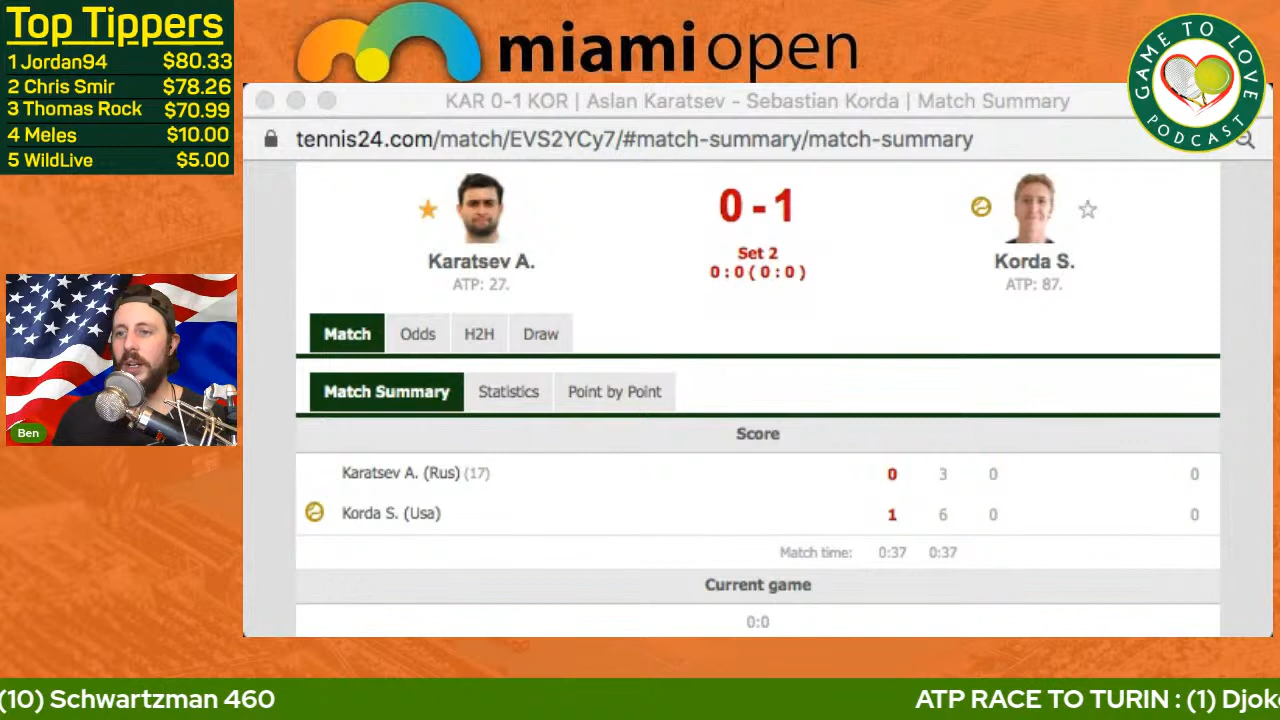 Top Tippers
1 Jordan94 $80.33
2 Chris Smir $78.26
3 Thomas Rock $70.99
4 Meles $10.00
5 WildLive $5.00
miami open
GAME TO LOVE
PODCAST
KAR 0-1 KOR | Aslan Karatsev - Sebastian Korda | Match Summary
tennis24.com/match/EVS2YCy7/#match-summary/match-summary
0 - 1
Set 2
0 : 0 ( 0 : 0 )
Karatsev A.
ATP: 27.
Korda S.
ATP: 87.
Match Odds H2H Draw
Match Summary Statistics Point by Point
Score
Karatsev A. (Rus) (17) 0 3 0 0
Korda S. (Usa) 1 6 0 0
Match time: 0:37 0:37
Current game
0:0
Ben
(10) Schwartzman 460 ATP RACE TO TURIN : (1) Djok